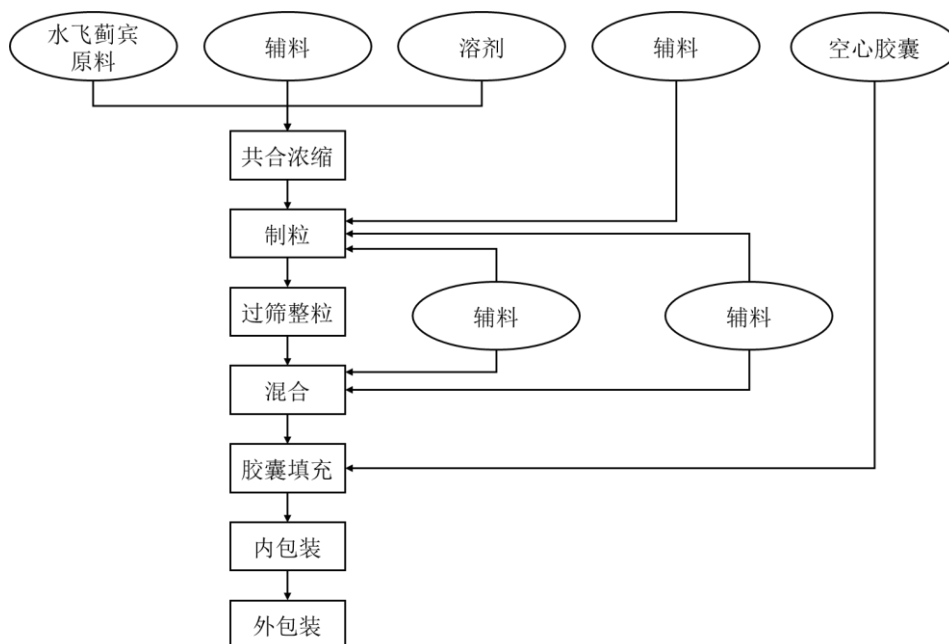 水飞蓟宾
原料
辅料
溶剂
辅料
空心胶囊
共合浓缩
制粒
过筛整粒
辅料
辅料
混合
胶囊填充
内包装
外包装